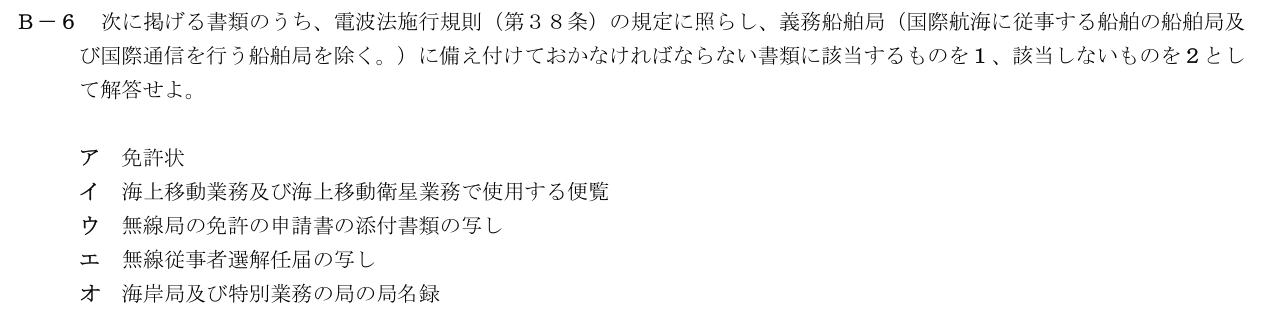 Ｂ－６　次に掲げる書類のうち、電波法施行規則（第３８条）の規定に照らし、義務船舶局（国際航海に従事する船舶の船舶局及
び国際通信を行う船舶局を除く。）に備え付けておかなければならない書類に該当するものを１、該当しないものを２とし
て解答せよ。
ア　免許状
イ　海上移動業務及び海上移動衛星業務で使用する便覧
ウ　無線局の免許の申請書の添付書類の写し
エ　無線従事者選解任届の写し
オ　海岸局及び特別業務の局の局名録